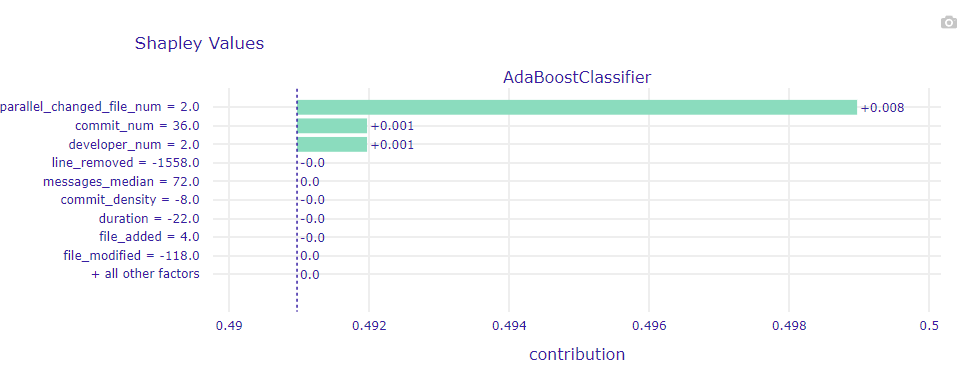 Shapley Values
AdaBoostClassifier
parallel_changed_file_num = 2.0 +0.008
commit_num = 36.0 +0.001
developer_num = 2.0 +0.001
line_removed = -1558.0 -0.0
messages_median = 72.0 0.0
commit_density = -8.0 -0.0
duration = -22.0 -0.0
file_added = 4.0 -0.0
file_modified = -118.0 0.0
+ all other factors 0.0
0.49 0.492 0.494 0.496 0.498 0.5
contribution